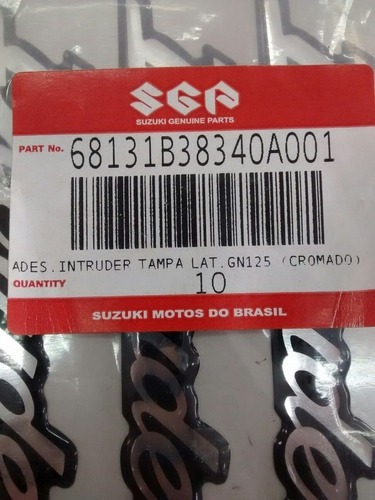 SGP
SUZUKI GENUINE PARTS
PART No. 68131B38340A001
ADES.INTRUDER TAMPA LAT.GN125 (CROMADO)
QUANTITY 10
SUZUKI MOTOS DO BRASIL